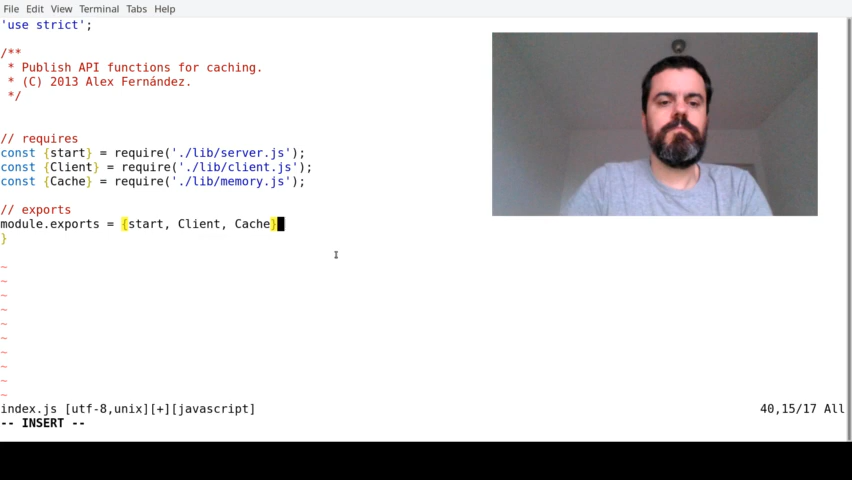 File Edit View Terminal Tabs Help
'use strict';
/**
 * Publish API functions for caching.
 * (C) 2013 Alex Fernández.
 */
// requires
const {start} = require('./lib/server.js');
const {Client} = require('./lib/client.js');
const {Cache} = require('./lib/memory.js');
// exports
module.exports = {start, Client, Cache}
}
~
~
~
~
~
~
~
~
~
~
index.js [utf-8,unix][+][javascript] 40,15/17 All
-- INSERT --